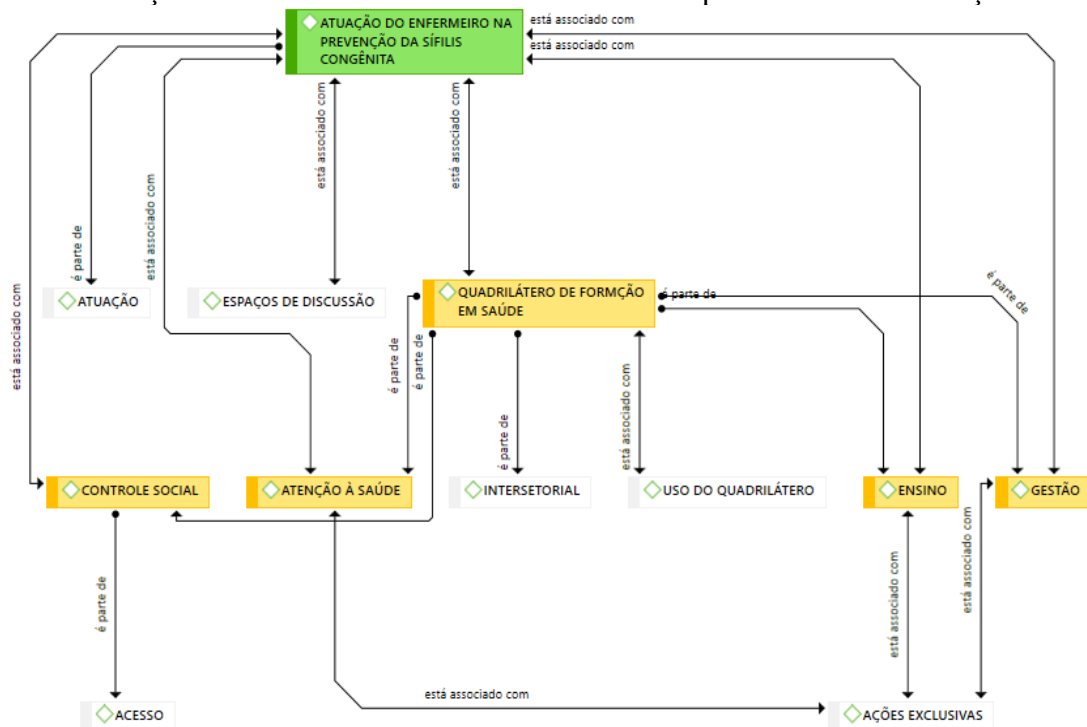 ATUAÇÃO DO ENFERMEIRO NA
PREVENÇÃO DA SÍFILIS
CONGÊNITA
está associado com
está associado com
está associado com
está associado com
está associado com
é parte de
está associado com
ATUAÇÃO
ESPAÇOS DE DISCUSSÃO
QUADRILÁTERO DE FORMÇÃO
EM SAÚDE
é parte de
é parte de
é parte de
é parte de
é parte de
está associado com
CONTROLE SOCIAL
ATENÇÃO À SAÚDE
INTERSETORIAL
USO DO QUADRILÁTERO
ENSINO
GESTÃO
é parte de
está associado com
está associado com
está associado com
ACESSO
AÇÕES EXCLUSIVAS